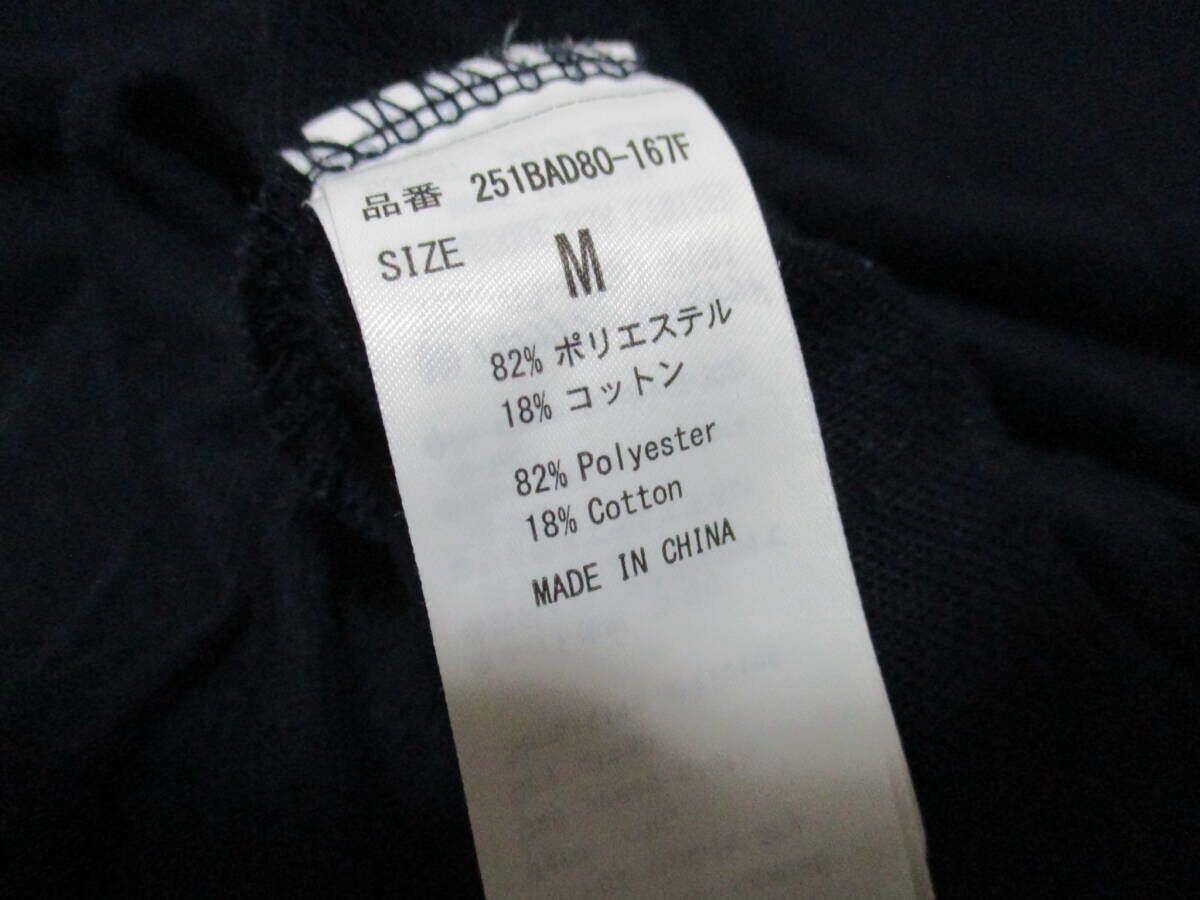 品番 251BAD80-167F
SIZE M
82% ポリエステル
18% コットン
82% Polyester
18% Cotton
MADE IN CHINA